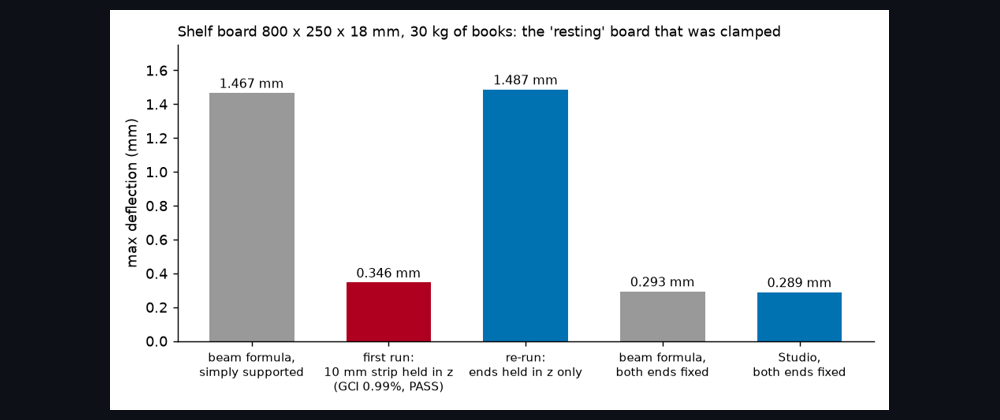 Shelf board 800 x 250 x 18 mm, 30 kg of books: the 'resting' board that was clamped
max deflection (mm)
1.6
1.4
1.2
1.0
0.8
0.6
0.4
0.2
0.0
1.467 mm
0.346 mm
1.487 mm
0.293 mm
0.289 mm
beam formula,
simply supported
first run:
10 mm strip held in z
(GCI 0.99%, PASS)
re-run:
ends held in z only
beam formula,
both ends fixed
Studio,
both ends fixed